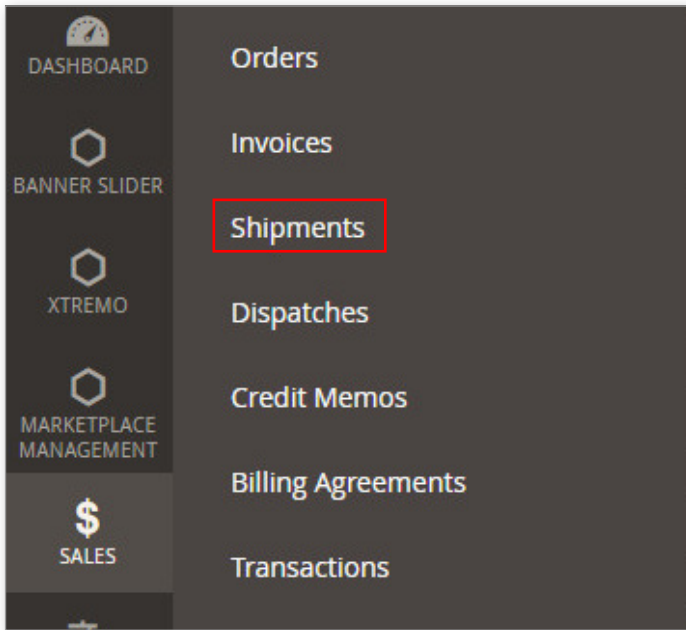 DASHBOARD
BANNER SLIDER
XTREMO
MARKETPLACE
MANAGEMENT
$
SALES
Orders
Invoices
Shipments
Dispatches
Credit Memos
Billing Agreements
Transactions